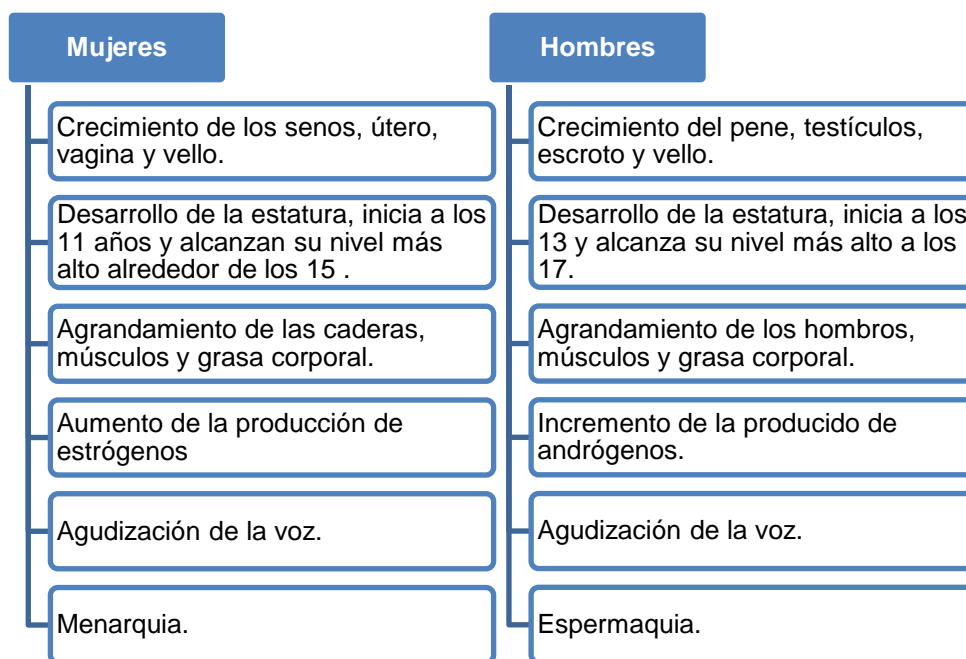 Mujeres
Crecimiento de los senos, útero,
vagina y vello.
Desarrollo de la estatura, inicia a los
11 años y alcanzan su nivel más
alto alrededor de los 15 .
Agrandamiento de las caderas,
músculos y grasa corporal.
Aumento de la producción de
estrógenos
Agudización de la voz.
Menarquia.
Hombres
Crecimiento del pene, testículos,
escroto y vello.
Desarrollo de la estatura, inicia a los
13 y alcanza su nivel más alto a los
17.
Agrandamiento de los hombros,
músculos y grasa corporal.
Incremento de la producido de
andrógenos.
Agudización de la voz.
Espermaquia.